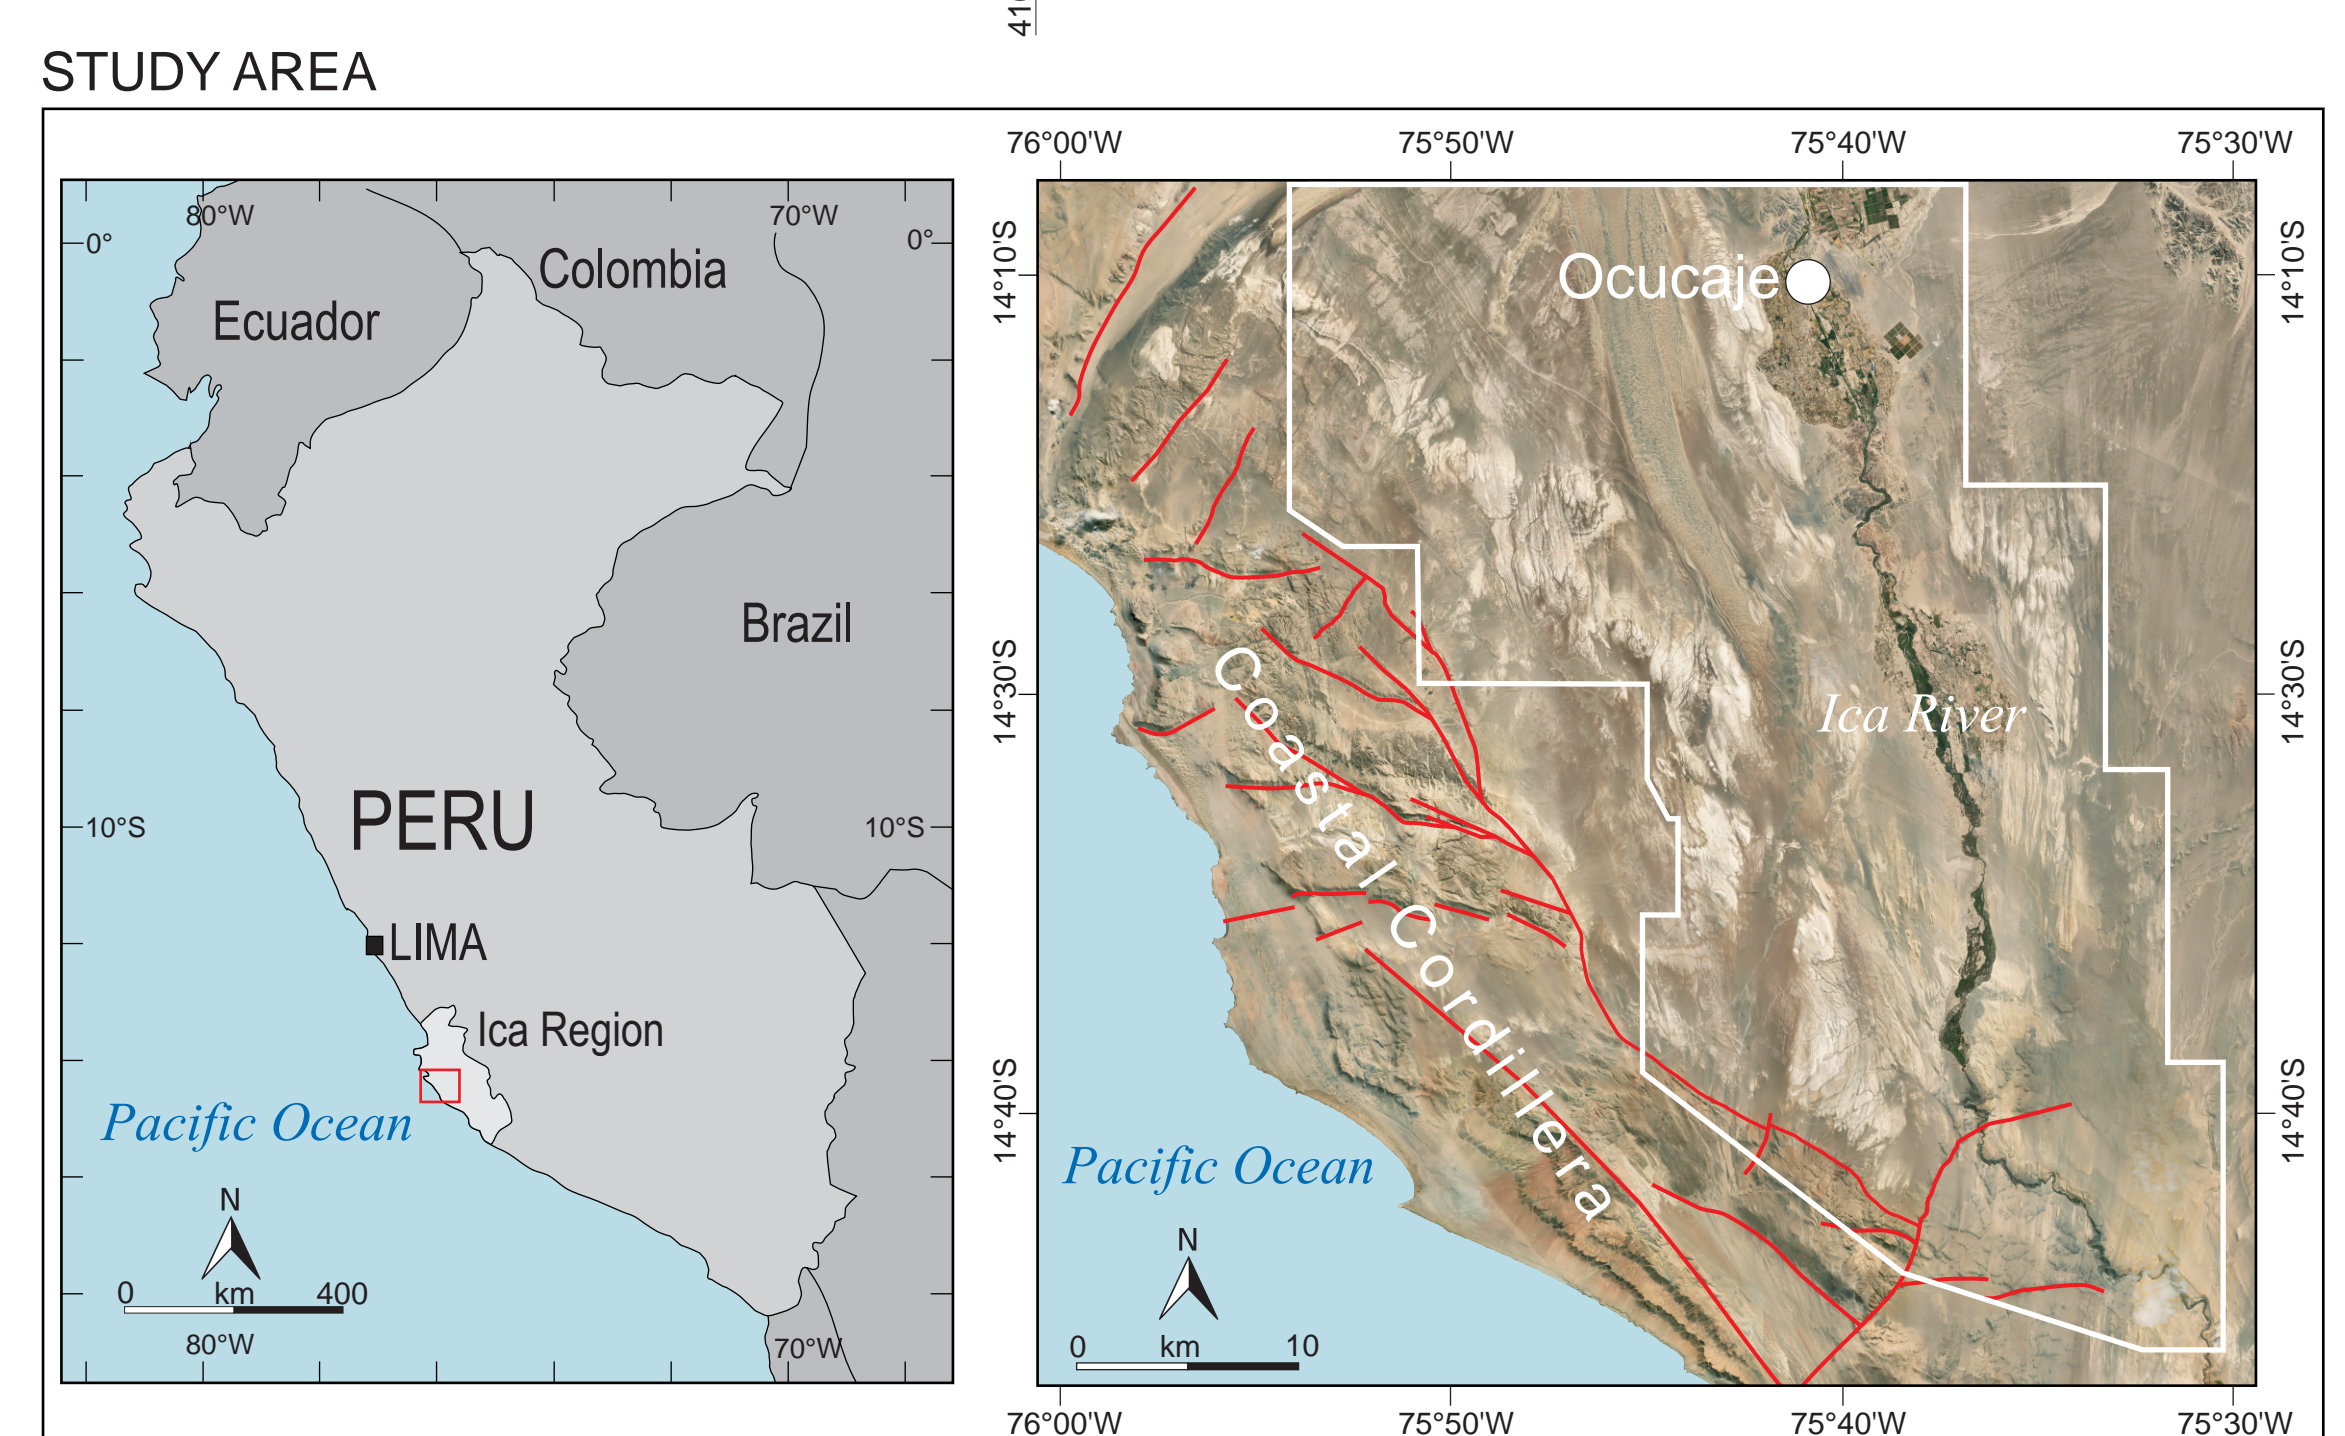 410
STUDY AREA
76°00'W 75°50'W 75°40'W 75°30'W
80°W 70°W
0° 0°
Colombia
Ecuador
Brazil
PERU
10°S 10°S
LIMA
Ica Region
Pacific Ocean
N
0 km 400
80°W 70°W
14°10'S 14°10'S
Ocucaje
14°30'S 14°30'S
Ica River
Coastal Cordillera
14°40'S 14°40'S
Pacific Ocean
N
0 km 10
76°00'W 75°50'W 75°40'W 75°30'W